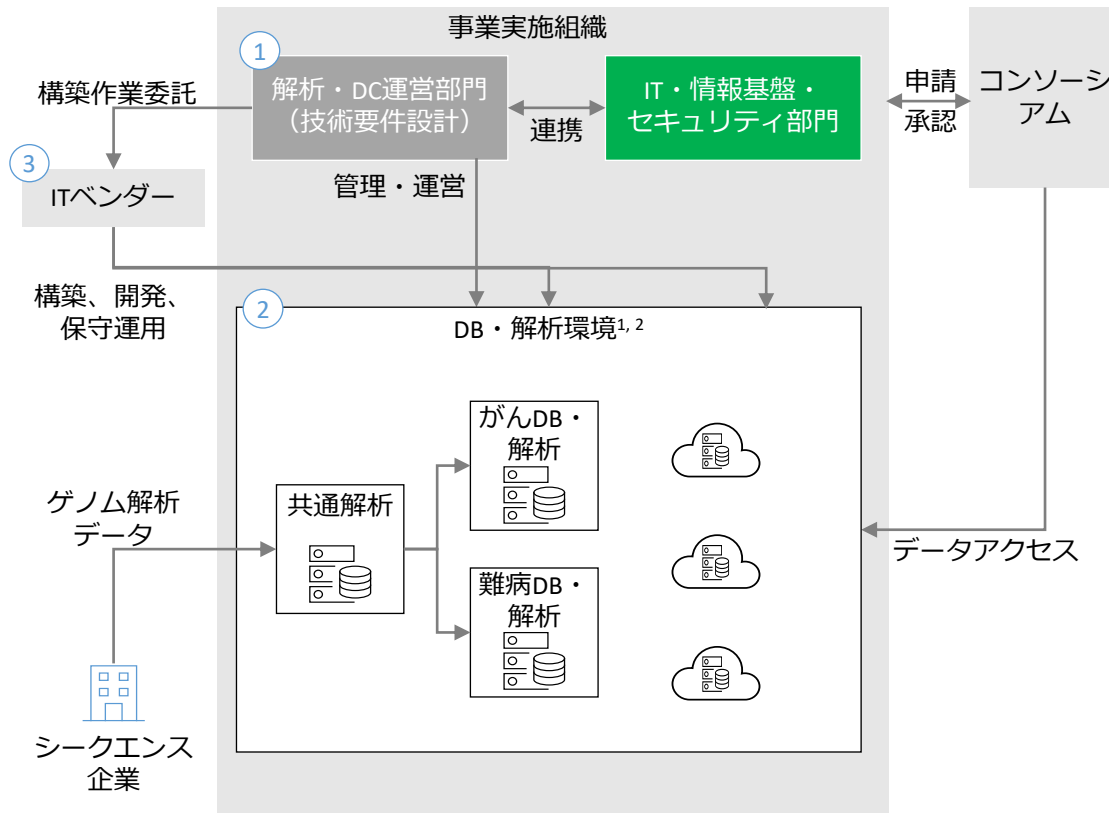 事業実施組織
1
解析・DC運営部門
（技術要件設計）
IT・情報基盤・
セキュリティ部門
連携
申請
承認
コンソーシ
アム
構築作業委託
3
ITベンダー
管理・運営
構築、開発、
保守運用
2
DB・解析環境1, 2
がんDB・
解析
共通解析
難病DB・
解析
ゲノム解析
データ
データアクセス
シークエンス
企業